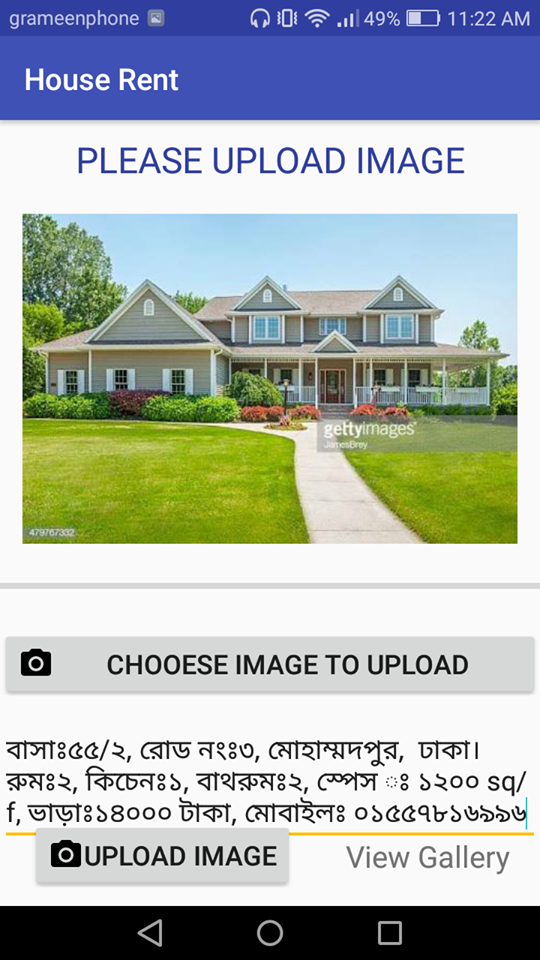 grameenphone
49% 11:22 AM
House Rent
PLEASE UPLOAD IMAGE
gettyimages®
JamesBrey
479767332
CHOOESE IMAGE TO UPLOAD
বাসাঃ৫৫/২, রোড নংঃ৩, মোহাম্মদপুর, ঢাকা।
রুমঃ২, কিচেনঃ১, বাথরুমঃ২, স্পেস ঃ ১২০০ sq/
f, ভাড়াঃ১৪০০০ টাকা, মোবাইলঃ ০১৫৫৭৮১৬৯৯৬
UPLOAD IMAGE
View Gallery